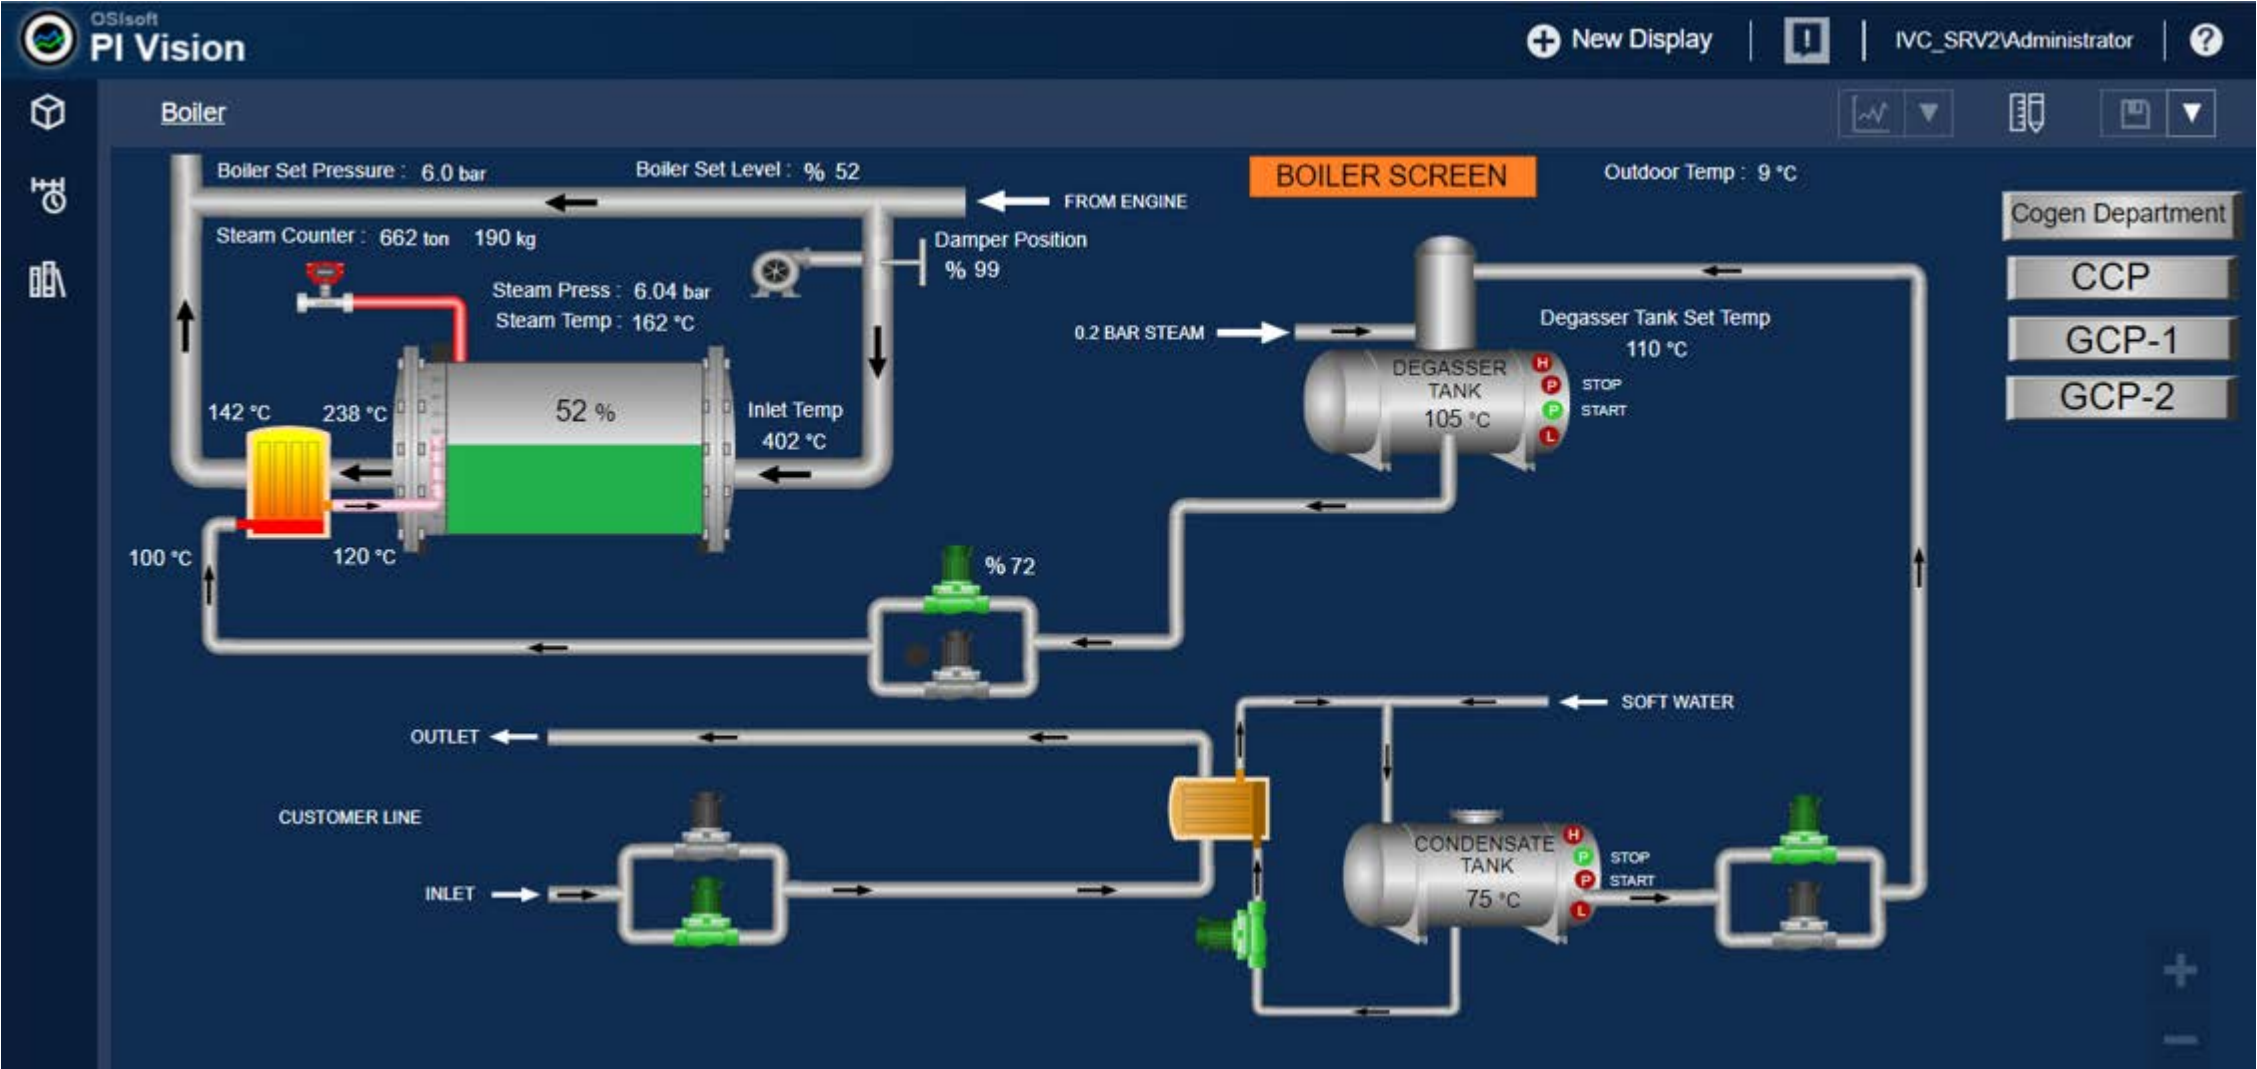 OSIsoft
PI Vision
New Display
IVC_SRV2\Administrator
?
Boiler
Boiler Set Pressure : 6.0 bar
Boiler Set Level : % 52
BOILER SCREEN
Outdoor Temp : 9 °C
FROM ENGINE
Cogen Department
Steam Counter : 662 ton 190 kg
Damper Position
% 99
CCP
Steam Press : 6.04 bar
Steam Temp : 162 °C
0.2 BAR STEAM
Degasser Tank Set Temp
110 °C
GCP-1
DEGASSER
TANK
105 °C
H
P STOP
P START
L
GCP-2
142 °C
238 °C
52 %
Inlet Temp
402 °C
100 °C
120 °C
% 72
SOFT WATER
OUTLET
CUSTOMER LINE
CONDENSATE
TANK
75 °C
H
P STOP
P START
L
INLET